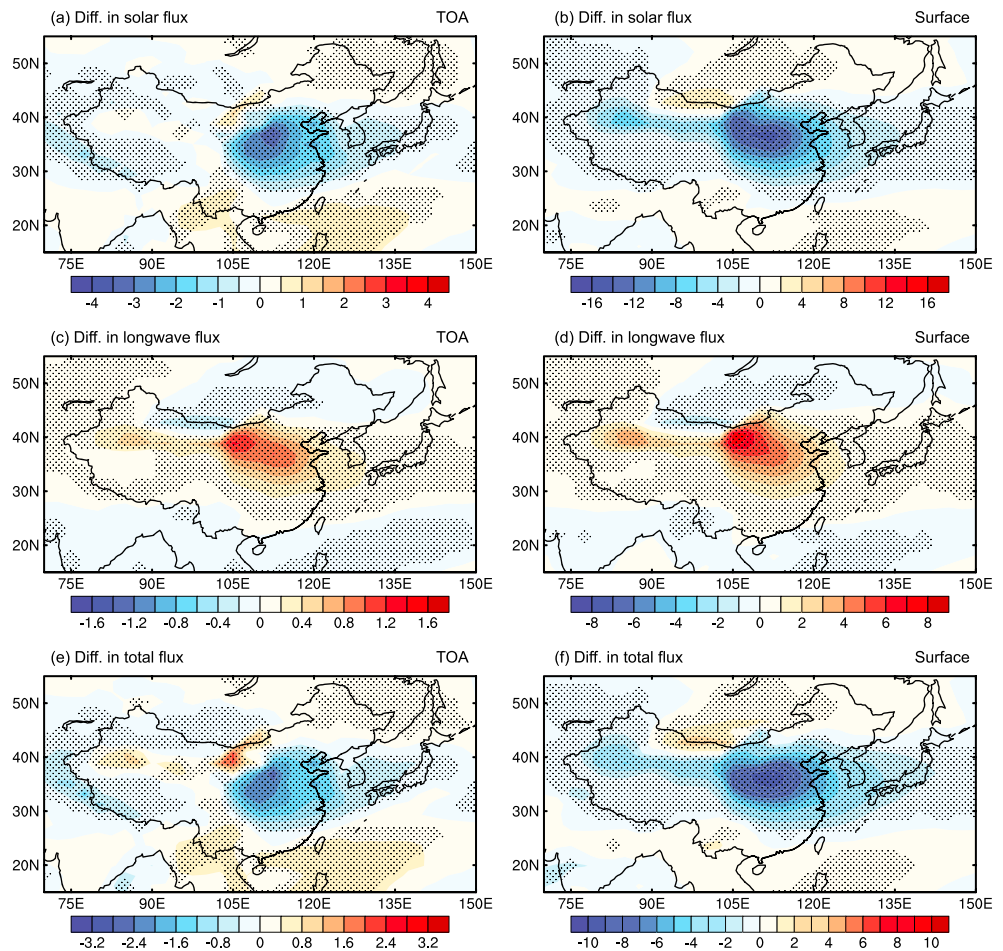 (a) Diff. in solar flux TOA
50N
40N
30N
20N
75E 90E 105E 120E 135E 150E
-4 -3 -2 -1 0 1 2 3 4
(b) Diff. in solar flux Surface
50N
40N
30N
20N
75E 90E 105E 120E 135E 150E
-16 -12 -8 -4 0 4 8 12 16
(c) Diff. in longwave flux TOA
50N
40N
30N
20N
75E 90E 105E 120E 135E 150E
-1.6 -1.2 -0.8 -0.4 0 0.4 0.8 1.2 1.6
(d) Diff. in longwave flux Surface
50N
40N
30N
20N
75E 90E 105E 120E 135E 150E
-8 -6 -4 -2 0 2 4 6 8
(e) Diff. in total flux TOA
50N
40N
30N
20N
75E 90E 105E 120E 135E 150E
-3.2 -2.4 -1.6 -0.8 0 0.8 1.6 2.4 3.2
(f) Diff. in total flux Surface
50N
40N
30N
20N
75E 90E 105E 120E 135E 150E
-10 -8 -6 -4 -2 0 2 4 6 8 10